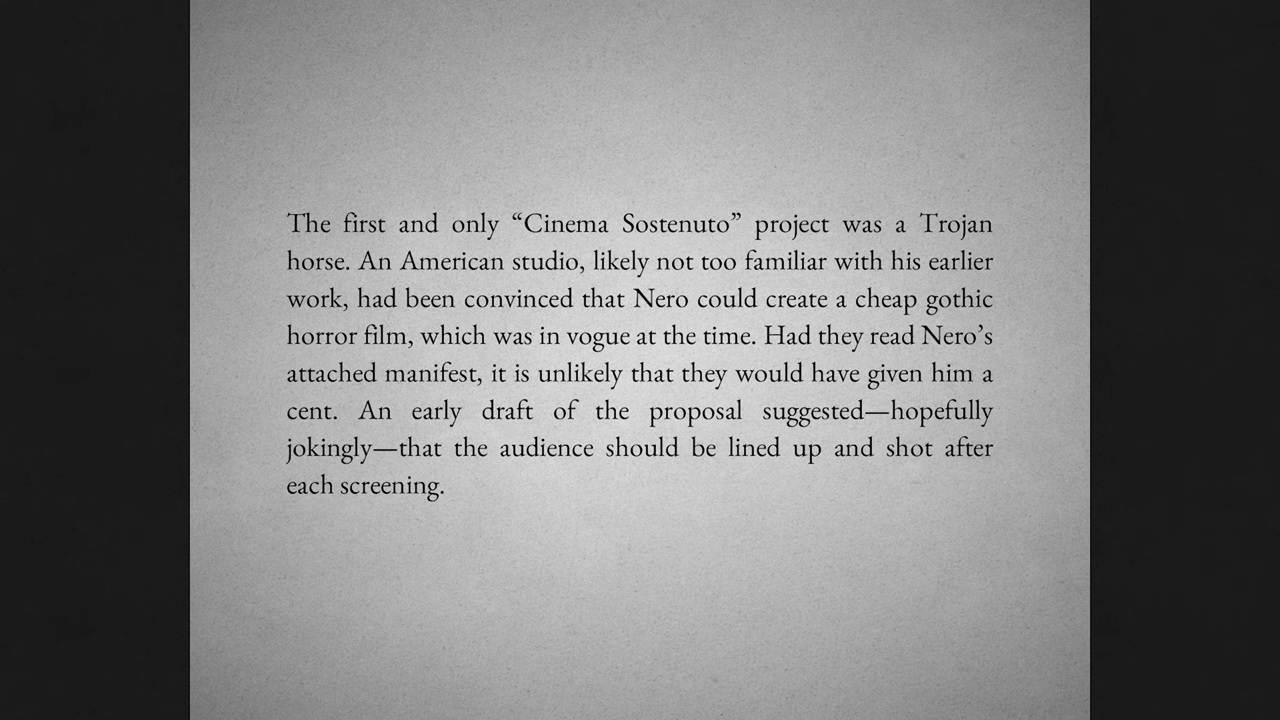 The first and only “Cinema Sostenuto” project was a Trojan
horse. An American studio, likely not too familiar with his earlier
work, had been convinced that Nero could create a cheap gothic
horror film, which was in vogue at the time. Had they read Nero’s
attached manifest, it is unlikely that they would have given him a
cent. An early draft of the proposal suggested—hopefully
jokingly—that the audience should be lined up and shot after
each screening.